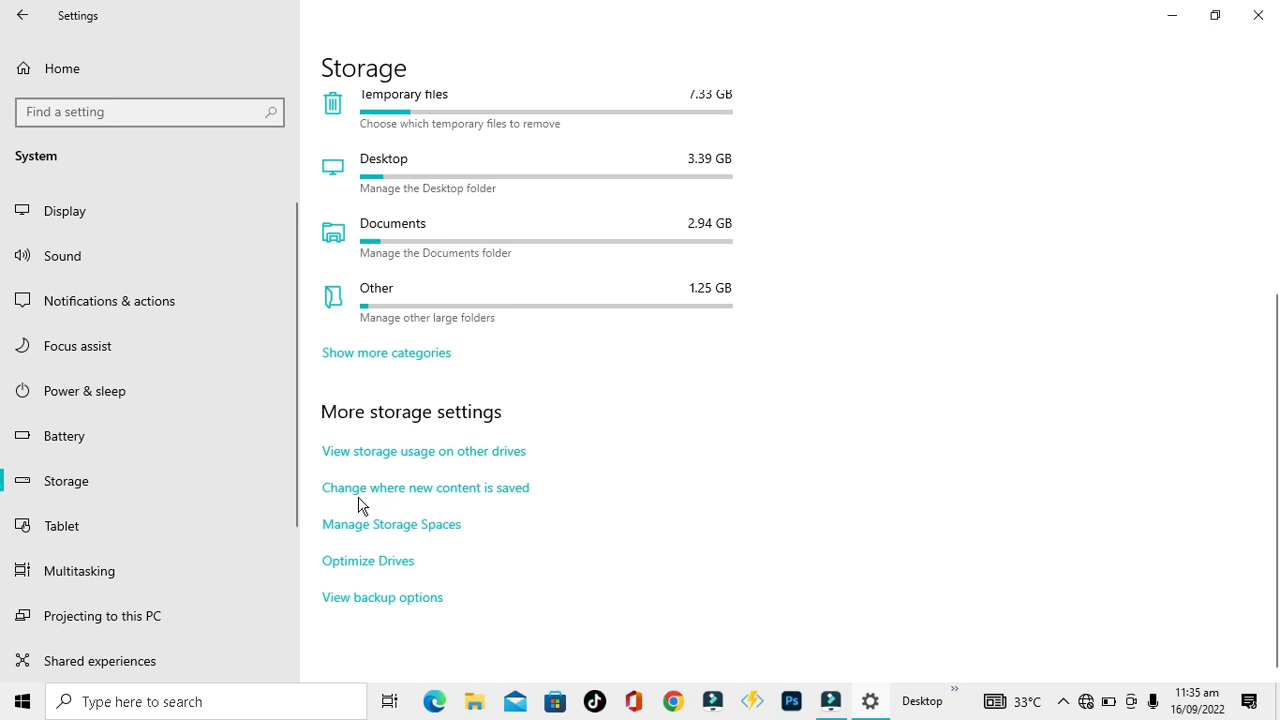 Settings
Home
Find a setting
System
Display
Sound
Notifications & actions
Focus assist
Power & sleep
Battery
Storage
Tablet
Multitasking
Projecting to this PC
Shared experiences
Storage
Temporary files 7.33 GB
Choose which temporary files to remove
Desktop 3.39 GB
Manage the Desktop folder
Documents 2.94 GB
Manage the Documents folder
Other 1.25 GB
Manage other large folders
Show more categories
More storage settings
View storage usage on other drives
Change where new content is saved
Manage Storage Spaces
Optimize Drives
View backup options
Type here to search
Ps
Desktop
33°C
11:35 am
16/09/2022